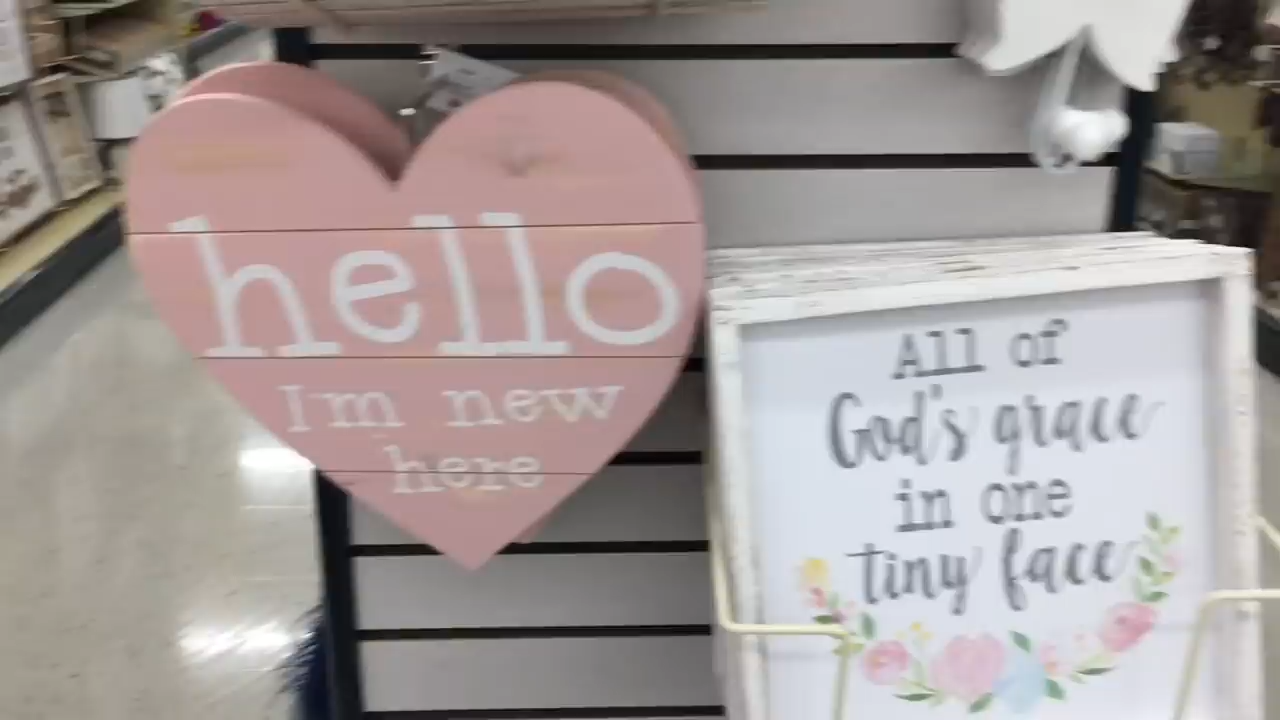 hello
I'm new
here
All of
God's grace
in one
tiny face